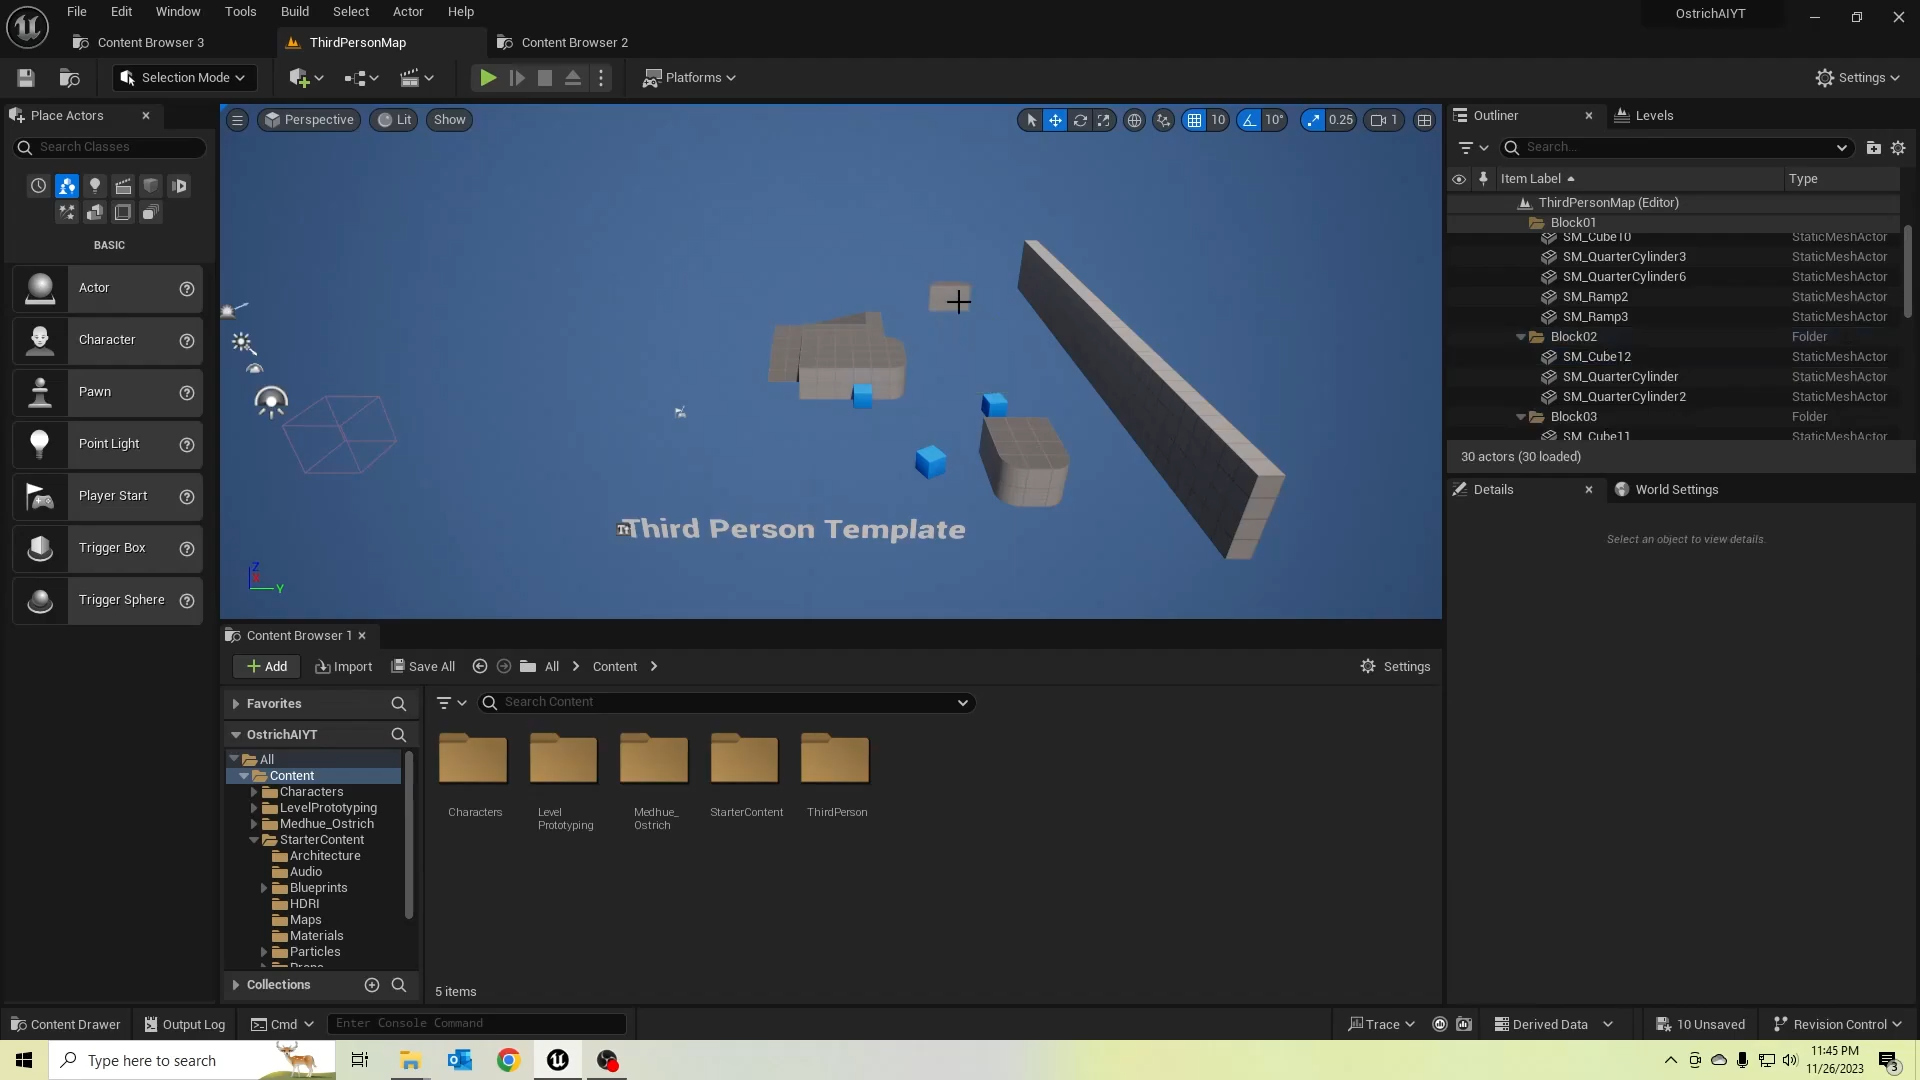 File Edit Window Tools Build Select Actor Help
OstrichAIYT
Content Browser 3
ThirdPersonMap
Content Browser 2
Selection Mode
Platforms
Settings
Place Actors
Search Classes
BASIC
Actor
Character
Pawn
Point Light
Player Start
Trigger Box
Trigger Sphere
Perspective
Lit
Show
10
10°
0.25
1
Third Person Template
Z
Y
Outliner
Levels
Search...
Item Label
Type
ThirdPersonMap (Editor)
Block01
SM_Cube10 StaticMeshActor
SM_QuarterCylinder3 StaticMeshActor
SM_QuarterCylinder6 StaticMeshActor
SM_Ramp2 StaticMeshActor
SM_Ramp3 StaticMeshActor
Block02 Folder
SM_Cube12 StaticMeshActor
SM_QuarterCylinder StaticMeshActor
SM_QuarterCylinder2 StaticMeshActor
Block03 Folder
SM_Cube11 StaticMeshActor
30 actors (30 loaded)
Details
World Settings
Select an object to view details.
Content Browser 1
Add
Import
Save All
All
Content
Settings
Favorites
OstrichAIYT
All
Content
Characters
LevelPrototyping
Medhue_Ostrich
StarterContent
Architecture
Audio
Blueprints
HDRI
Maps
Materials
Particles
Props
Collections
Search Content
Characters
Level
Prototyping
Medhue_
Ostrich
StarterContent
ThirdPerson
5 items
Content Drawer
Output Log
Cmd
Enter Console Command
Trace
Derived Data
10 Unsaved
Revision Control
Type here to search
11:45 PM
11/26/2023
3